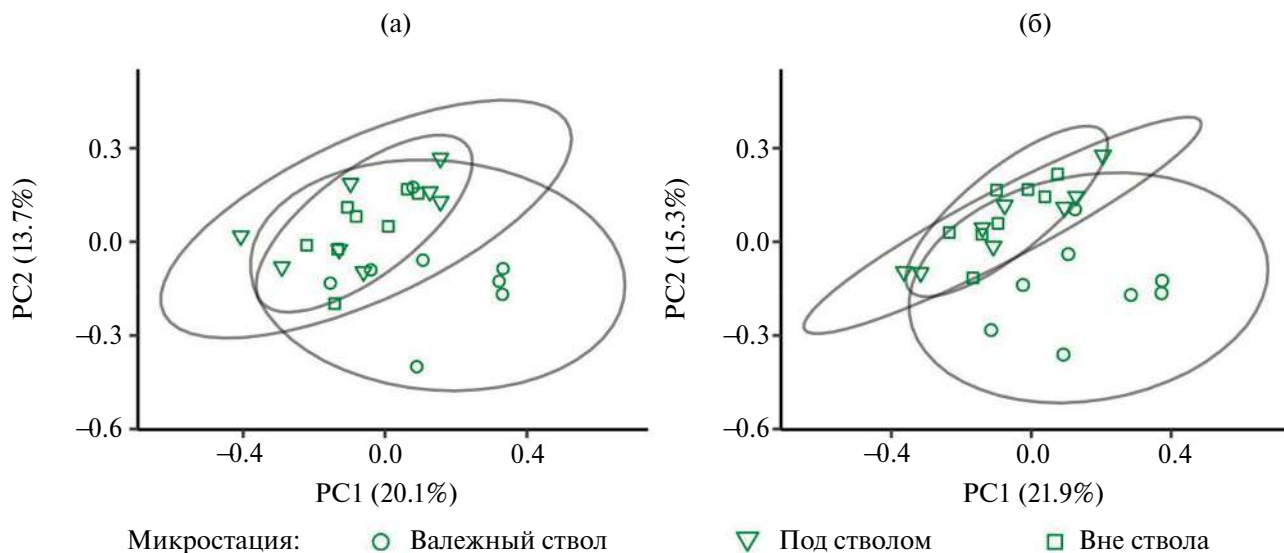 (а)
(б)
0.3
0.0
–0.3
–0.6
PC2 (13.7%)
–0.4
0.0
0.4
PC1 (20.1%)
0.3
0.0
–0.3
–0.6
PC2 (15.3%)
–0.4
0.0
0.4
PC1 (21.9%)
Микростация: Валежный ствол Под стволом Вне ствола